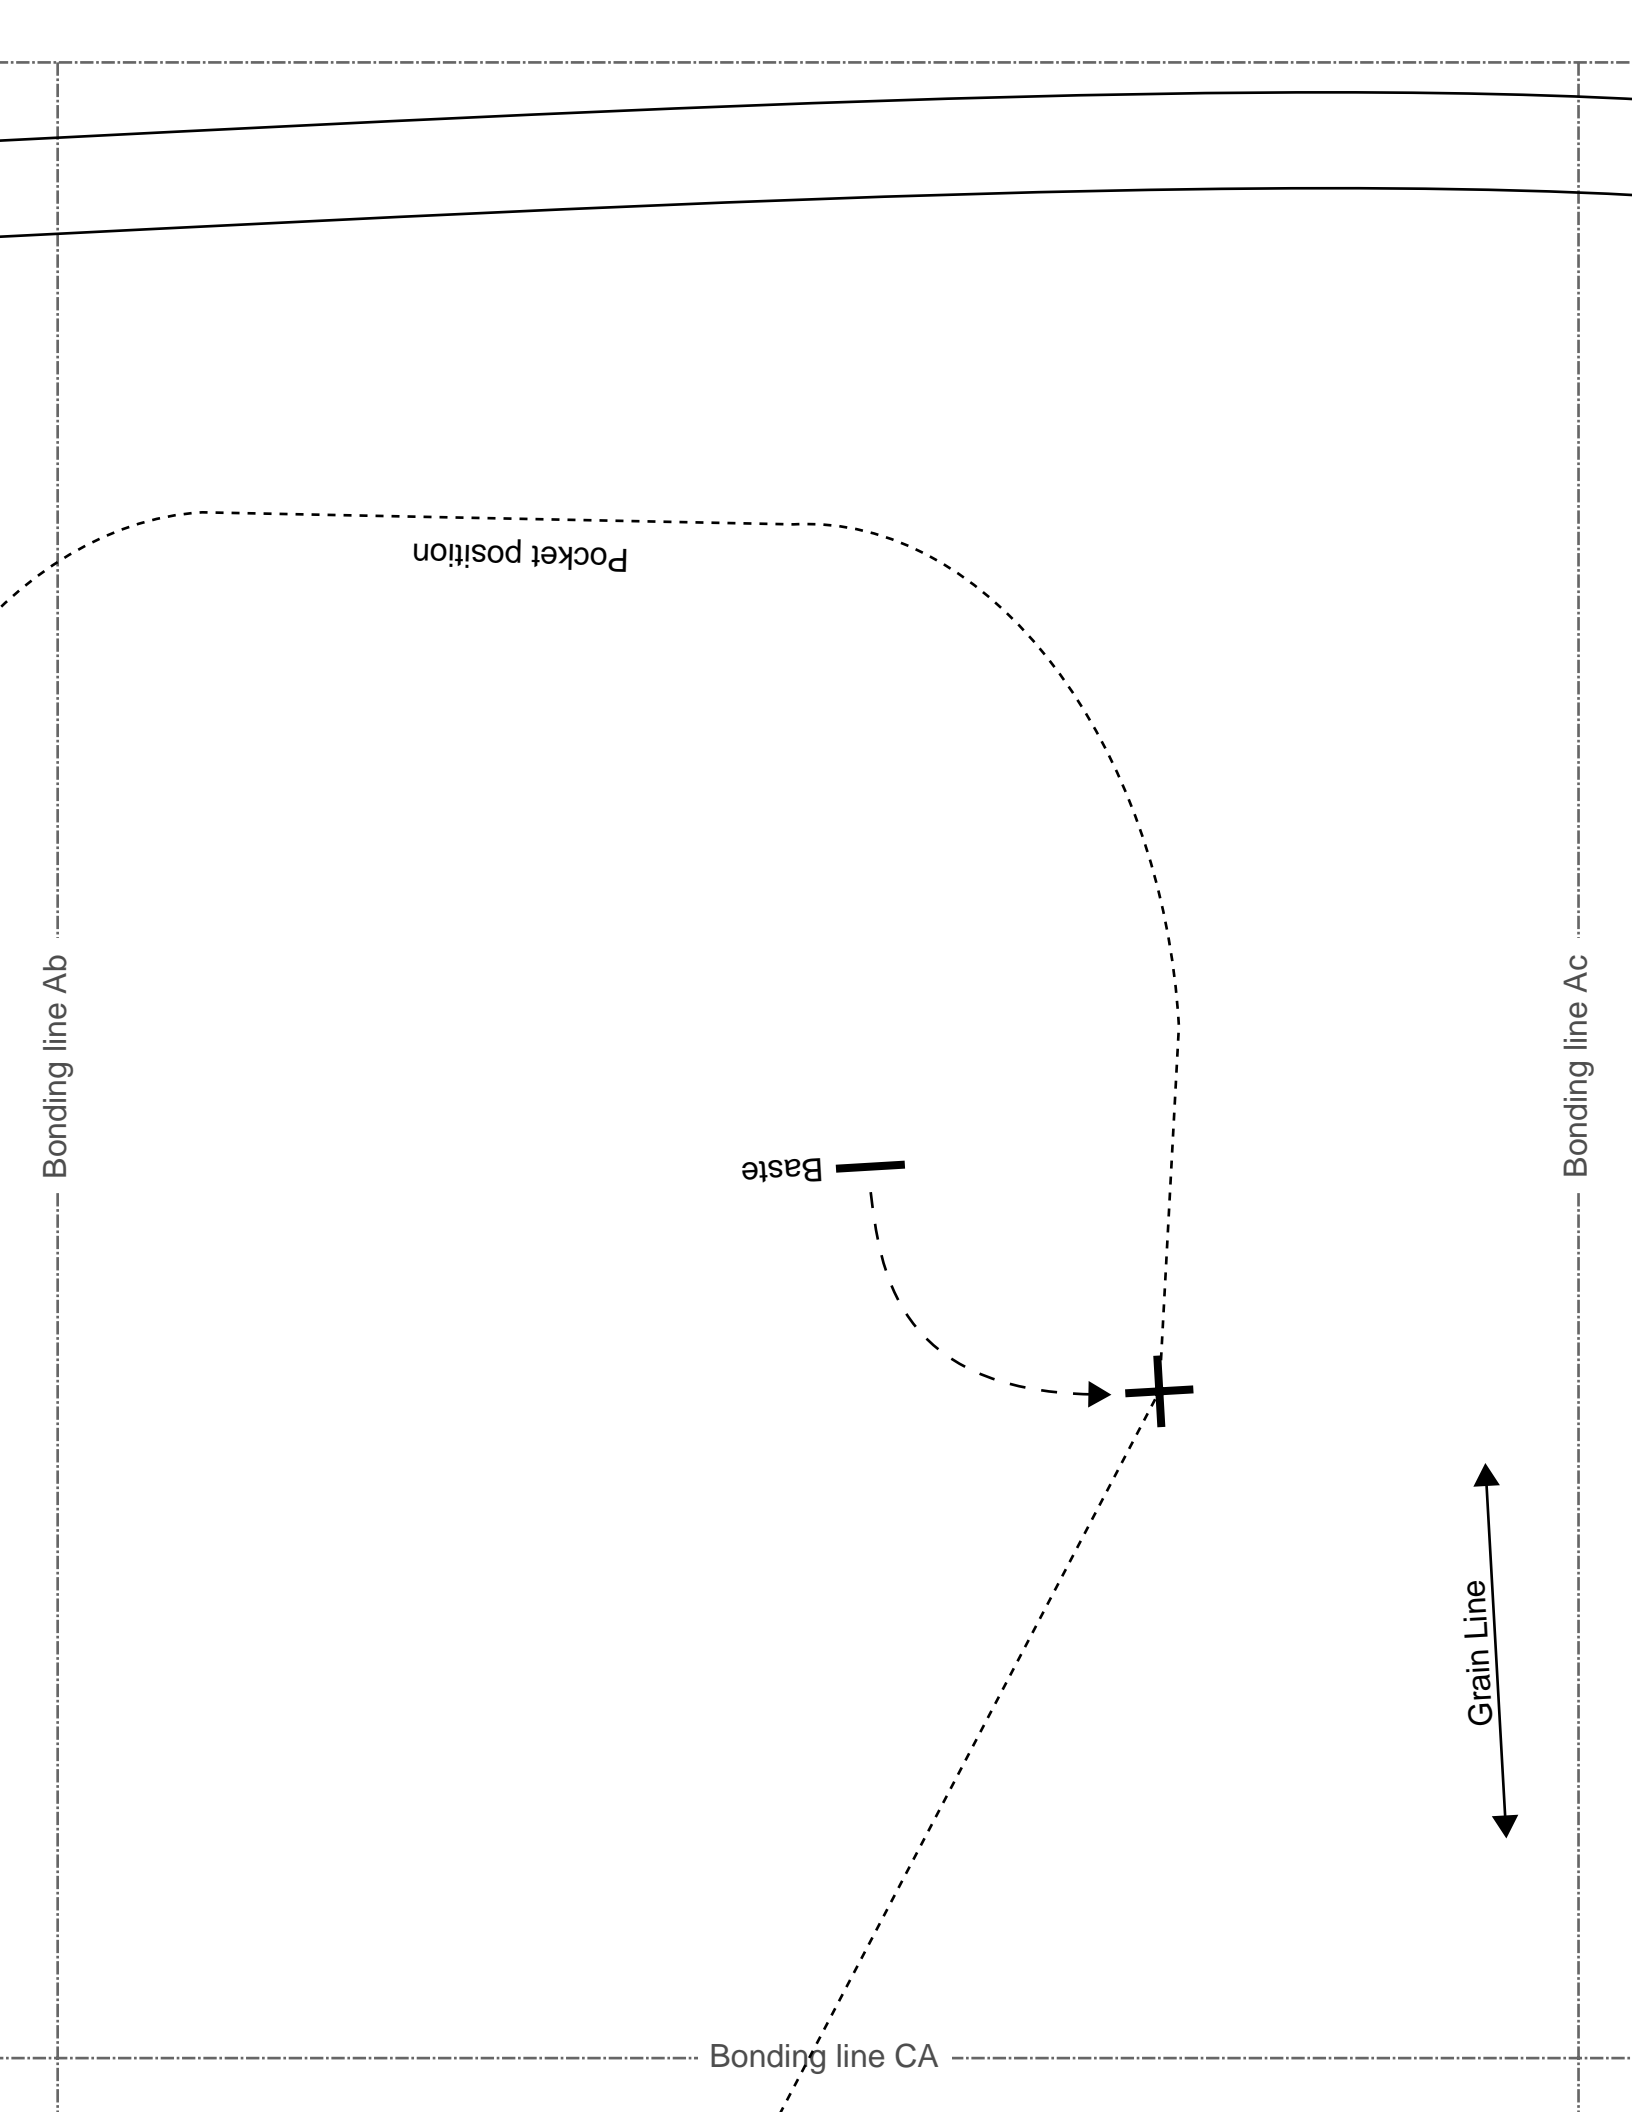 Pocket position
Bonding line Ab
Bonding line Ac
Baste
Grain Line
Bonding line CA